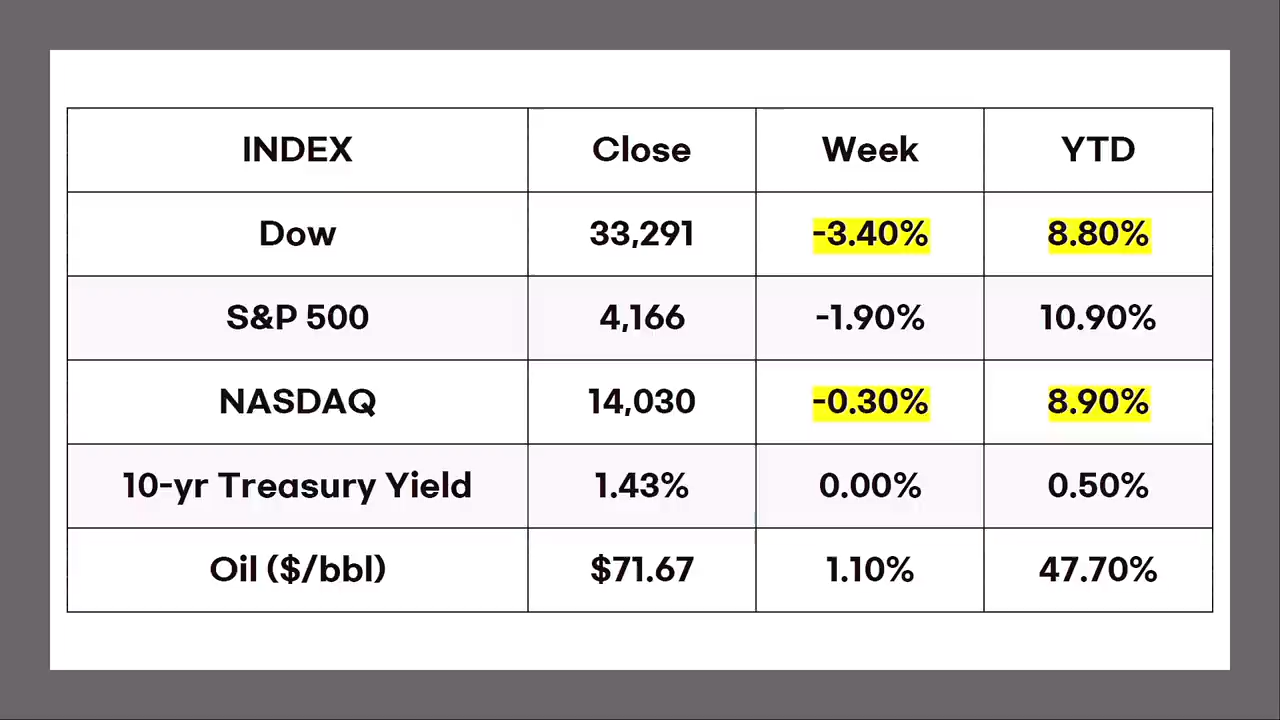 INDEX Close Week YTD
Dow 33,291 -3.40% 8.80%
S&P 500 4,166 -1.90% 10.90%
NASDAQ 14,030 -0.30% 8.90%
10-yr Treasury Yield 1.43% 0.00% 0.50%
Oil ($/bbl) $71.67 1.10% 47.70%